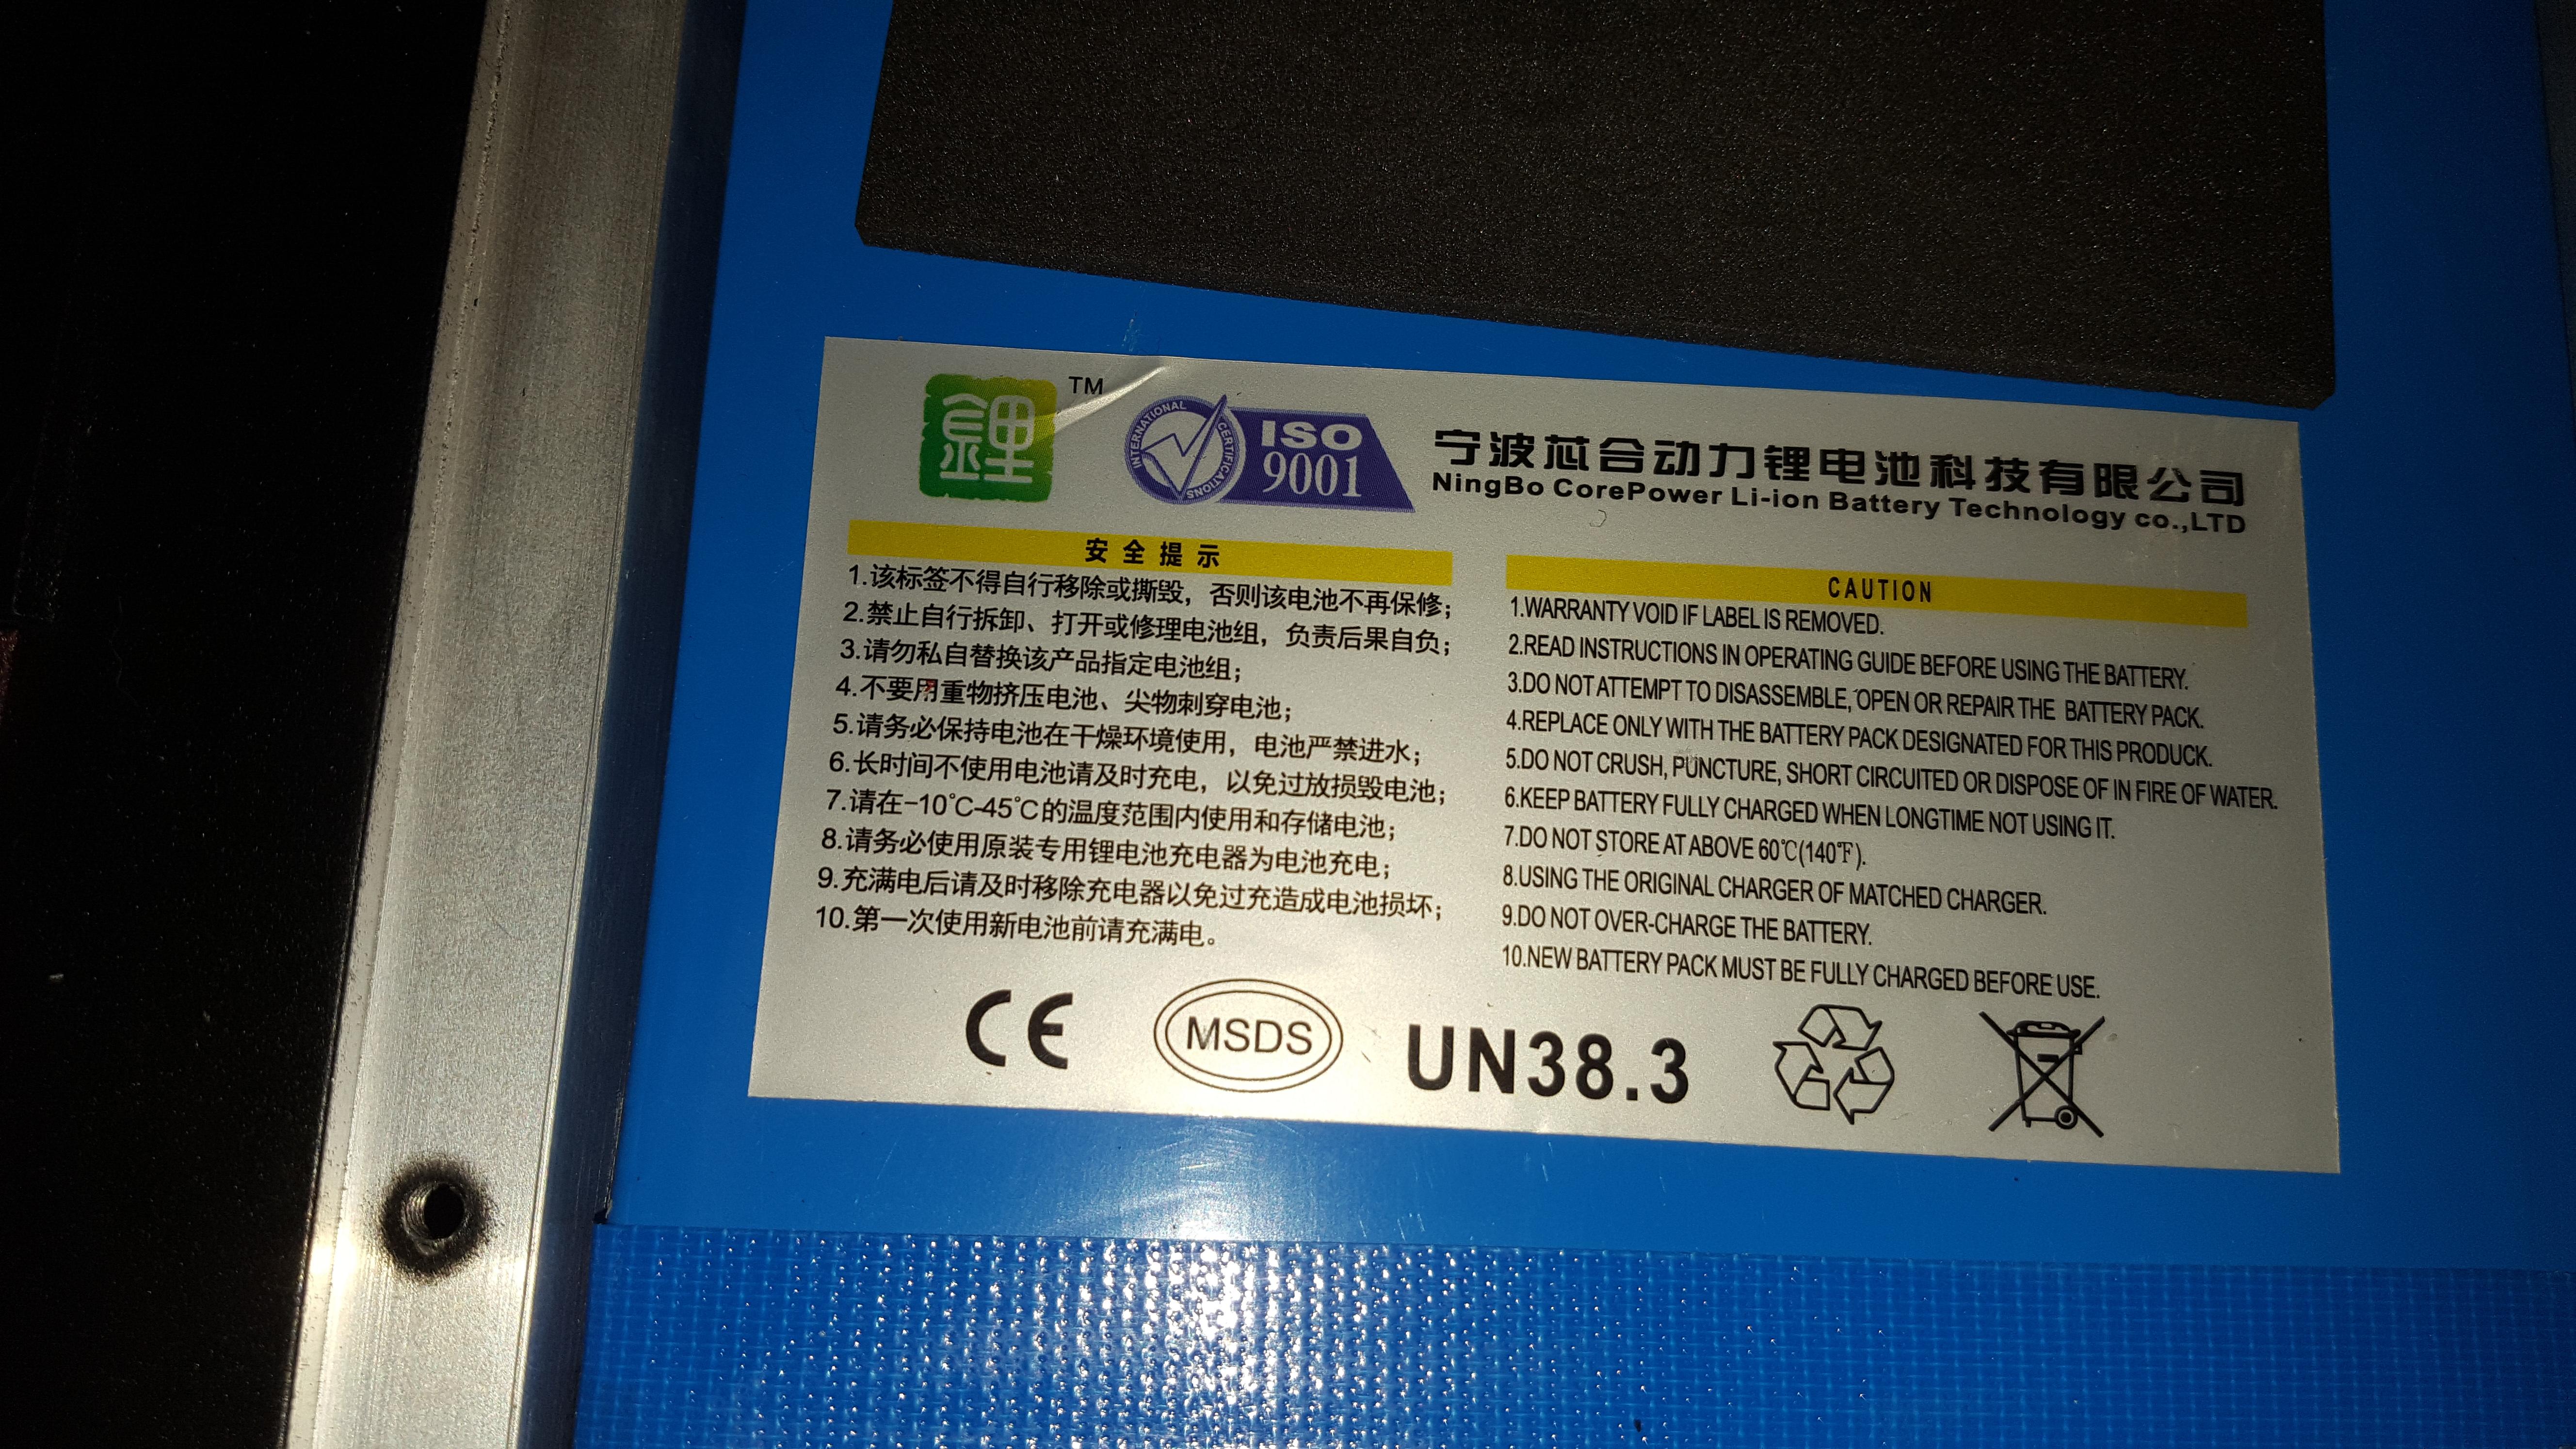 锂 TM
INTERNATIONAL CERTIFICATIONS
ISO
9001
宁波芯合动力锂电池科技有限公司
NingBo CorePower Li-ion Battery Technology co.,LTD
安全提示
1.该标签不得自行移除或撕毁，否则该电池不再保修；
2.禁止自行拆卸、打开或修理电池组，负责后果自负；
3.请勿私自替换该产品指定电池组；
4.不要用重物挤压电池、尖物刺穿电池；
5.请务必保持电池在干燥环境使用，电池严禁进水；
6.长时间不使用电池请及时充电，以免过放损毁电池；
7.请在-10℃-45℃的温度范围内使用和存储电池；
8.请务必使用原装专用锂电池充电器为电池充电；
9.充满电后请及时移除充电器以免过充造成电池损坏；
10.第一次使用新电池前请充满电。
CAUTION
1.WARRANTY VOID IF LABEL IS REMOVED.
2.READ INSTRUCTIONS IN OPERATING GUIDE BEFORE USING THE BATTERY.
3.DO NOT ATTEMPT TO DISASSEMBLE, OPEN OR REPAIR THE BATTERY PACK.
4.REPLACE ONLY WITH THE BATTERY PACK DESIGNATED FOR THIS PRODUCK.
5.DO NOT CRUSH, PUNCTURE, SHORT CIRCUITED OR DISPOSE OF IN FIRE OF WATER.
6.KEEP BATTERY FULLY CHARGED WHEN LONGTIME NOT USING IT.
7.DO NOT STORE AT ABOVE 60℃(140℉).
8.USING THE ORIGINAL CHARGER OF MATCHED CHARGER.
9.DO NOT OVER-CHARGE THE BATTERY.
10.NEW BATTERY PACK MUST BE FULLY CHARGED BEFORE USE.
CE MSDS UN38.3